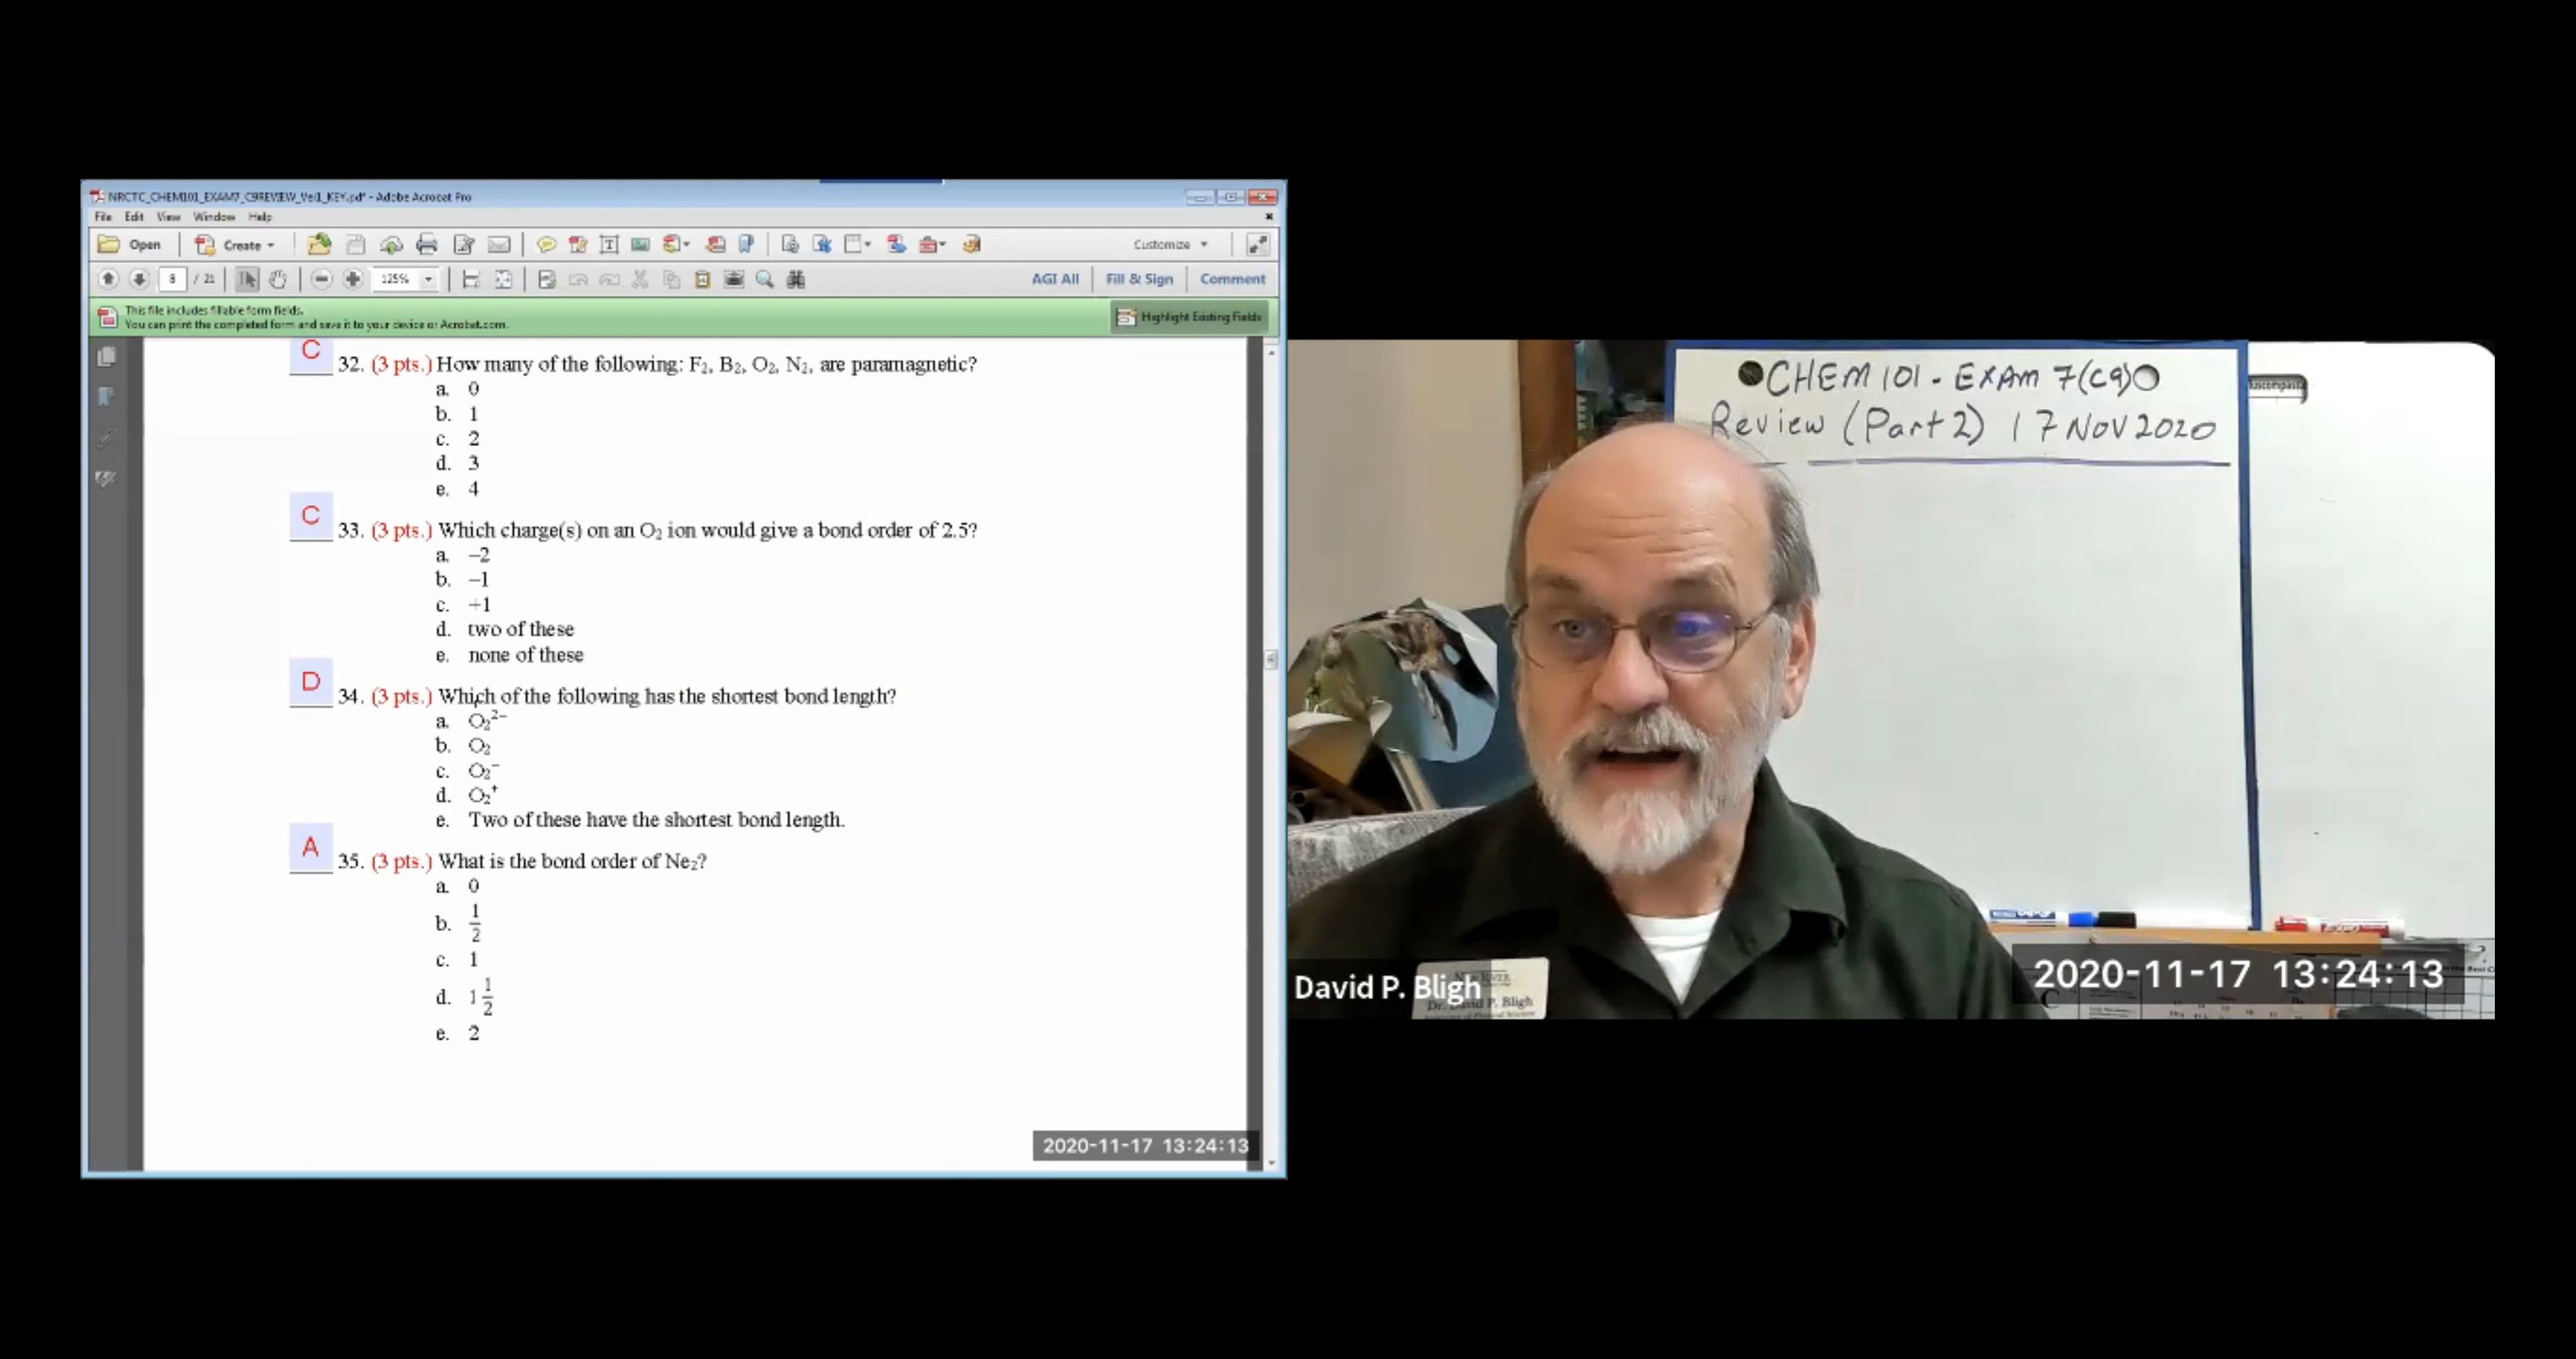 NRCTC_CHEM101_EXAM7_C9REVIEW_Ver1_KEY.pdf* - Adobe Acrobat Pro
File Edit View Window Help
Open Create Customize
8 / 21 125% AGI All Fill & Sign Comment
This file includes fillable form fields.
You can print the completed form and save it to your device or Acrobat.com.
Highlight Existing Fields
C 32. (3 pts.) How many of the following: F₂, B₂, O₂, N₂, are paramagnetic?
a. 0
b. 1
c. 2
d. 3
e. 4
C 33. (3 pts.) Which charge(s) on an O₂ ion would give a bond order of 2.5?
a. –2
b. –1
c. +1
d. two of these
e. none of these
D 34. (3 pts.) Which of the following has the shortest bond length?
a. O₂²⁻
b. O₂
c. O₂⁻
d. O₂⁺
e. Two of these have the shortest bond length.
A 35. (3 pts.) What is the bond order of Ne₂?
a. 0
b. 1/2
c. 1
d. 1 1/2
e. 2
2020-11-17 13:24:13
CHEM 101 - EXAM 7 (C9)
Review (Part 2) 17 NOV 2020
David P. Bligh
Dr. David P. Bligh
2020-11-17 13:24:13